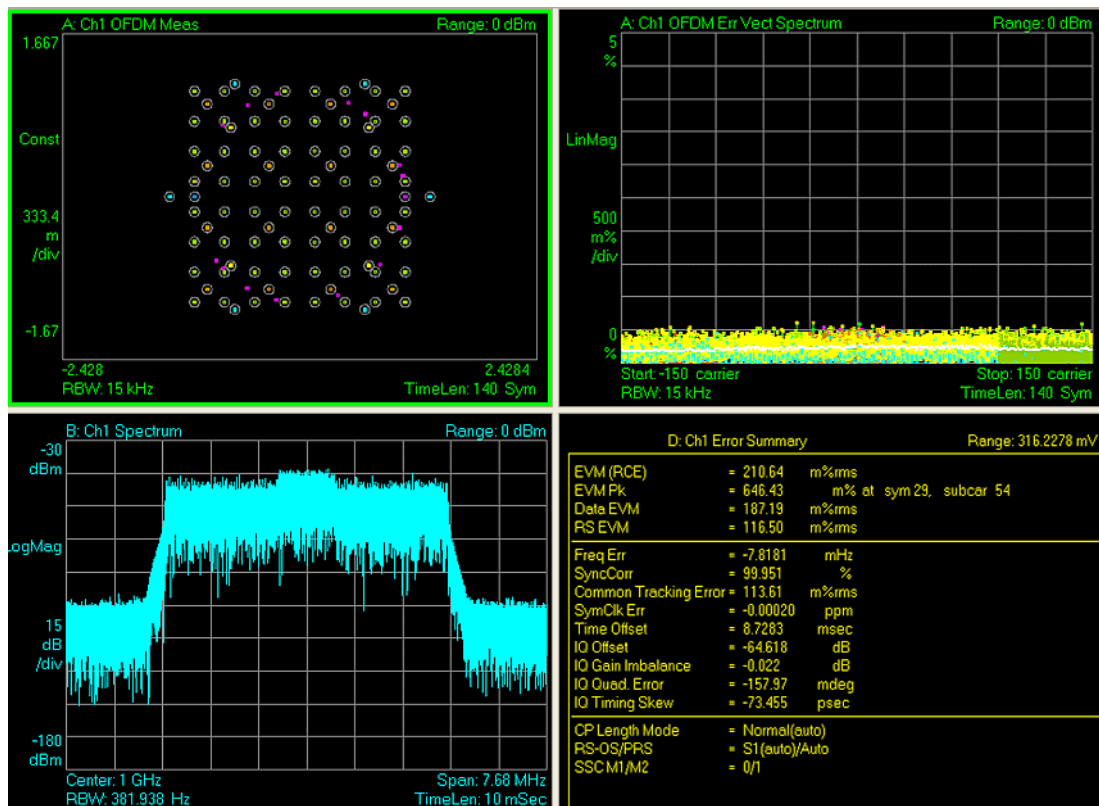 A: Ch1 OFDM Meas
Range: 0 dBm
1.667
Const
333.4
m
/div
-1.67
-2.428
2.4284
RBW: 15 kHz
TimeLen: 140 Sym
A: Ch1 OFDM Err Vect Spectrum
Range: 0 dBm
5
%
LinMag
500
m%
/div
0
%
Start: -150 carrier
Stop: 150 carrier
RBW: 15 kHz
TimeLen: 140 Sym
B: Ch1 Spectrum
Range: 0 dBm
-30
dBm
LogMag
15
dB
/div
-180
dBm
Center: 1 GHz
Span: 7.68 MHz
RBW: 381.938 Hz
TimeLen: 10 mSec
D: Ch1 Error Summary
Range: 316.2278 mV
EVM (RCE) = 210.64 m%rms
EVM Pk = 646.43 m% at sym 29, subcar 54
Data EVM = 187.19 m%rms
RS EVM = 116.50 m%rms
Freq Err = -7.8181 mHz
SyncCorr = 99.951 %
Common Tracking Error = 113.61 m%rms
SymClk Err = -0.00020 ppm
Time Offset = 8.7283 msec
IQ Offset = -64.618 dB
IQ Gain Imbalance = -0.022 dB
IQ Quad. Error = -157.97 mdeg
IQ Timing Skew = -73.455 psec
CP Length Mode = Normal(auto)
RS-OS/PRS = S1(auto)/Auto
SSC M1/M2 = 0/1